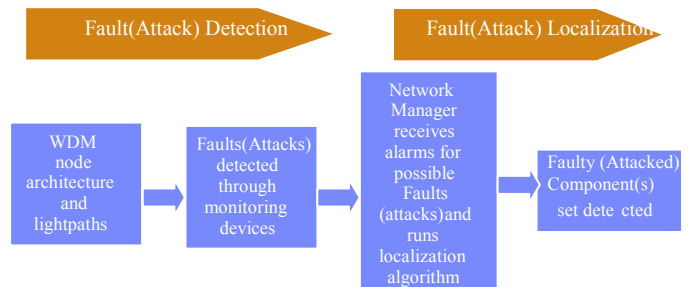 Fault(Attack) Detection
Fault(Attack) Localization
WDM
node
architecture
and
lightpaths
Faults(Attacks)
detected
through
monitoring
devices
Network
Manager
receives
alarms for
possible
Faults
(attacks)and
runs
localization
algorithm
Faulty (Attacked)
Component(s)
set dete cted